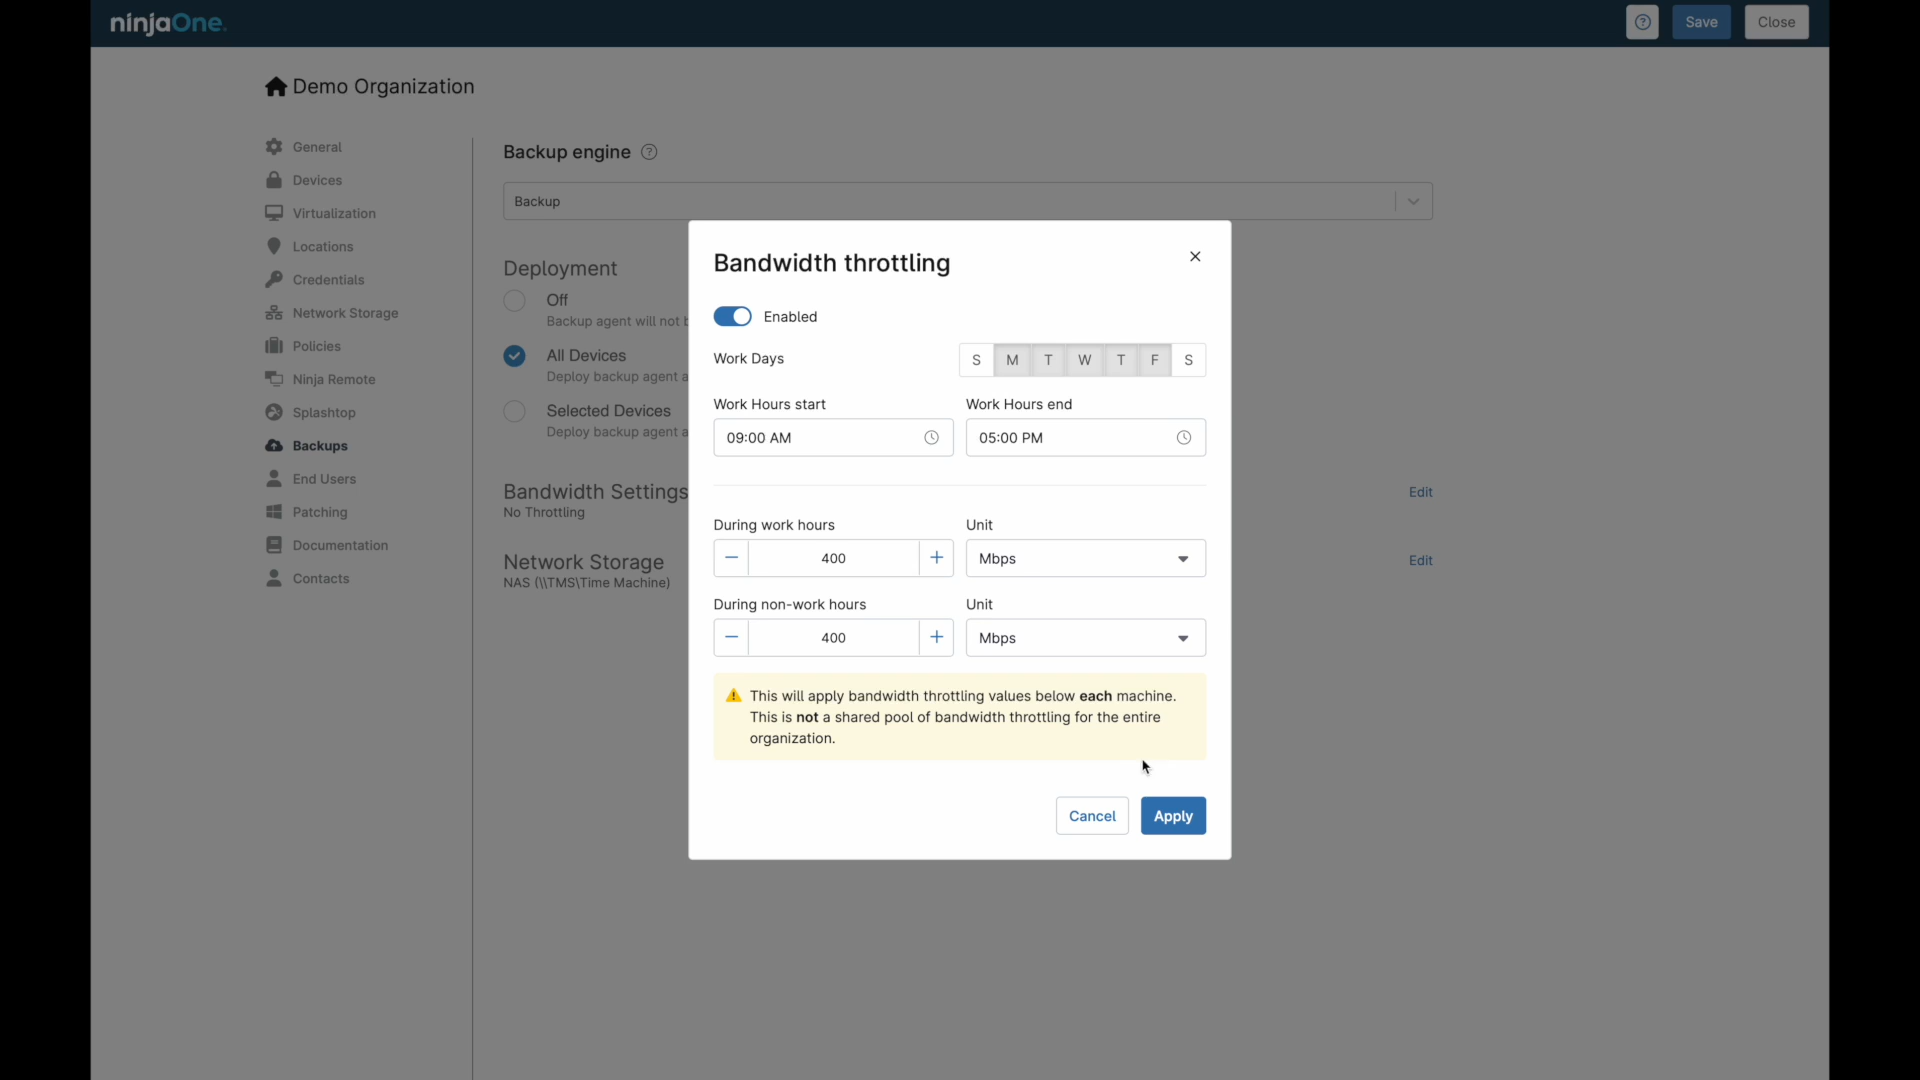 ninjaOne.
Save
Close
Demo Organization
General
Devices
Virtualization
Locations
Credentials
Network Storage
Policies
Ninja Remote
Splashtop
Backups
End Users
Patching
Documentation
Contacts
Backup engine ?
Backup
Deployment
Off
Backup agent will not
All Devices
Deploy backup agent
Selected Devices
Deploy backup agent
Bandwidth Settings
No Throttling
Edit
Network Storage
NAS (\\TMS\Time Machine)
Edit
Bandwidth throttling
Enabled
Work Days
S M T W T F S
Work Hours start
09:00 AM
Work Hours end
05:00 PM
During work hours
400
Unit
Mbps
During non-work hours
400
Unit
Mbps
This will apply bandwidth throttling values below each machine.
This is not a shared pool of bandwidth throttling for the entire
organization.
Cancel
Apply